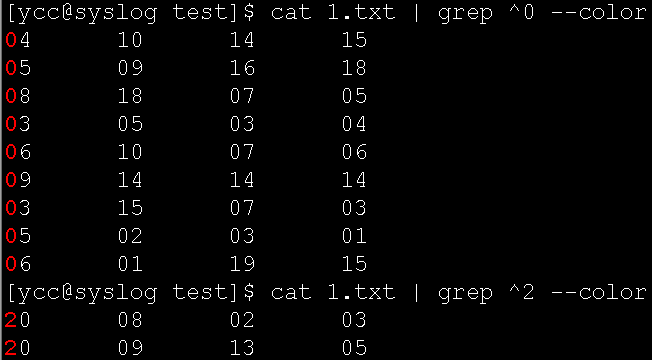 [ycc@syslog test]$ cat 1.txt | grep ^0 --color
04 10 14 15
05 09 16 18
08 18 07 05
03 05 03 04
06 10 07 06
09 14 14 14
03 15 07 03
05 02 03 01
06 01 19 15
[ycc@syslog test]$ cat 1.txt | grep ^2 --color
20 08 02 03
20 09 13 05